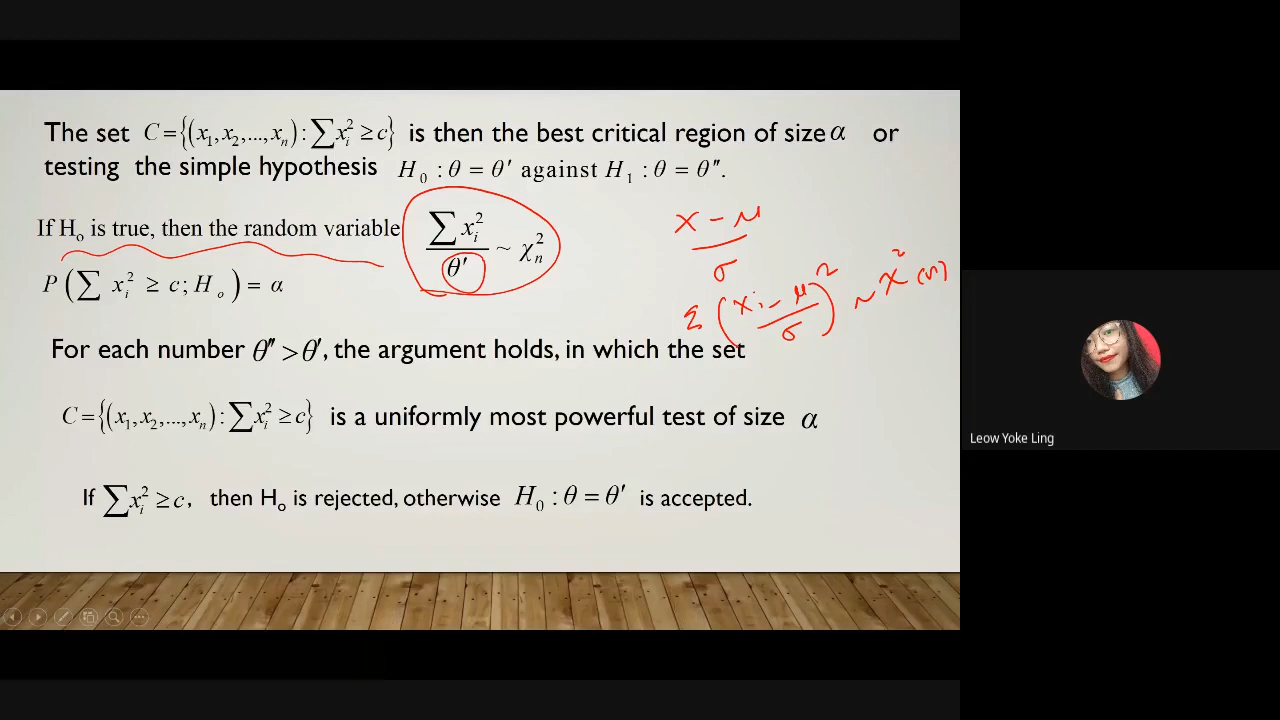 The set C = {(x₁, x₂, ..., xₙ) : ∑xᵢ² ≥ c} is then the best critical region of size α or
testing the simple hypothesis H₀ : θ = θ′ against H₁ : θ = θ″.
If Hₒ is true, then the random variable ∑xᵢ² / θ′ ~ χₙ²
x − μ / σ
P(∑ xᵢ² ≥ c; Hₒ) = α
Σ (xᵢ − μ / σ)² ~ χ²(n)
For each number θ″ > θ′, the argument holds, in which the set
C = {(x₁, x₂, ..., xₙ) : ∑xᵢ² ≥ c} is a uniformly most powerful test of size α
If ∑xᵢ² ≥ c, then Hₒ is rejected, otherwise H₀ : θ = θ′ is accepted.
Leow Yoke Ling